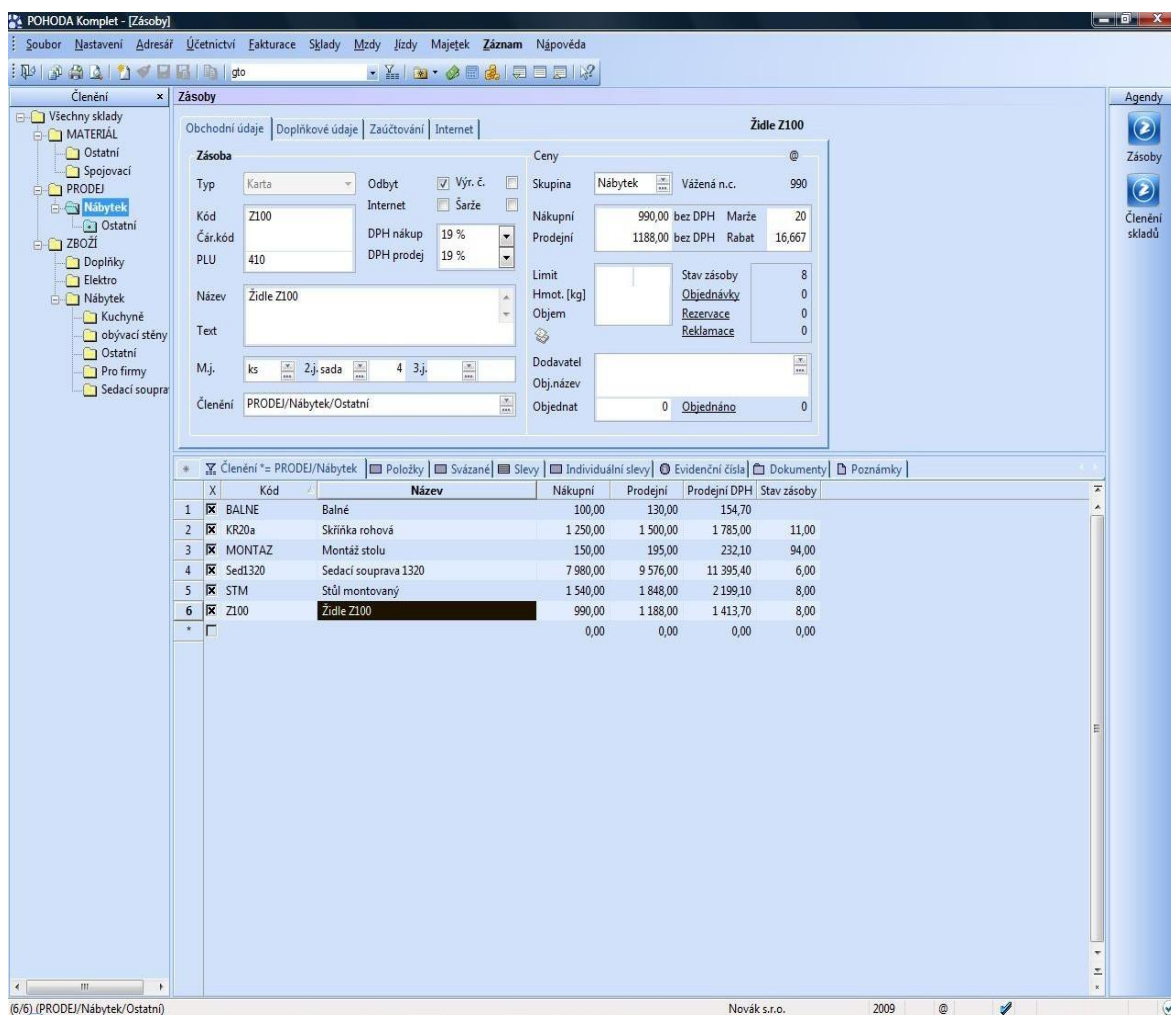 POHODA Komplet - [Zásoby]
Soubor Nastavení Adresář Účetnictví Fakturace Sklady Mzdy Jízdy Majetek Záznam Nápověda
gto
Členění
Všechny sklady
MATERIÁL
Ostatní
Spojovací
PRODEJ
Nábytek
Ostatní
ZBOŽÍ
Doplňky
Elektro
Nábytek
Kuchyně
obývací stěny
Ostatní
Pro firmy
Sedací soupra
Zásoby
Obchodní údaje Doplňkové údaje Zaúčtování Internet Židle Z100
Zásoba
Typ Karta Odbyt Výr. č.
Internet Šarže
Kód Z100
Čár.kód DPH nákup 19 %
PLU 410 DPH prodej 19 %
Název Židle Z100
Text
M.j. ks 2.j. sada 4 3.j.
Členění PRODEJ/Nábytek/Ostatní
Ceny @
Skupina Nábytek Vážená n.c. 990
Nákupní 990,00 bez DPH Marže 20
Prodejní 1188,00 bez DPH Rabat 16,667
Limit Stav zásoby 8
Hmot. [kg] Objednávky 0
Objem Rezervace 0
Reklamace 0
Dodavatel
Obj.název
Objednat 0 Objednáno 0
Členění *= PRODEJ/Nábytek Položky Svázané Slevy Individuální slevy Evidenční čísla Dokumenty Poznámky
X Kód Název Nákupní Prodejní Prodejní DPH Stav zásoby
1 BALNE Balné 100,00 130,00 154,70
2 KR20a Skříňka rohová 1 250,00 1 500,00 1 785,00 11,00
3 MONTAZ Montáž stolu 150,00 195,00 232,10 94,00
4 Sed1320 Sedací souprava 1320 7 980,00 9 576,00 11 395,40 6,00
5 STM Stůl montovaný 1 540,00 1 848,00 2 199,10 8,00
6 Z100 Židle Z100 990,00 1 188,00 1 413,70 8,00
* 0,00 0,00 0,00 0,00
Agendy
Zásoby
Členění
skladů
(6/6) (PRODEJ/Nábytek/Ostatní) Novák s.r.o. 2009 @